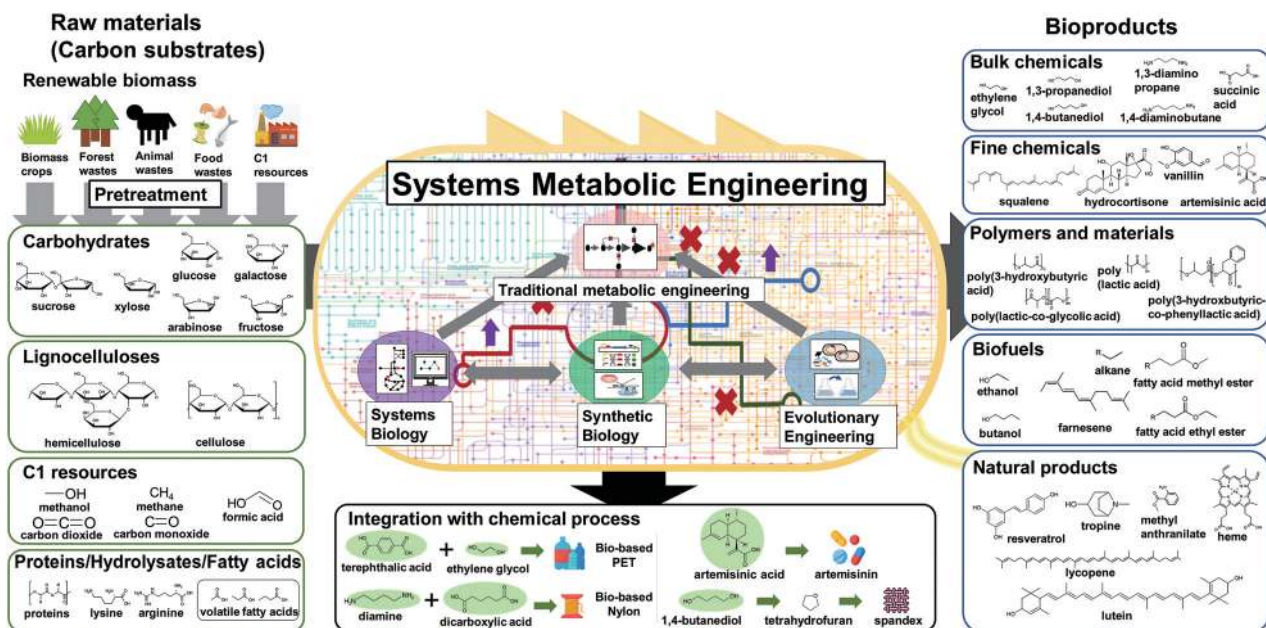 Raw materials
(Carbon substrates)
Renewable biomass
Biomass
crops
Forest
wastes
Animal
wastes
Food
wastes
C1
resources
Pretreatment
Carbohydrates
sucrose
xylose
glucose
galactose
arabinose
fructose
Lignocelluloses
hemicellulose
cellulose
C1 resources
methanol
methane
formic acid
carbon dioxide
carbon monoxide
Proteins/Hydrolysates/Fatty acids
proteins
lysine
arginine
volatile fatty acids
Systems Metabolic Engineering
Traditional metabolic engineering
Systems
Biology
Synthetic
Biology
Evolutionary
Engineering
Integration with chemical process
terephthalic acid
+
ethylene glycol
Bio-based
PET
diamine
+
dicarboxylic acid
Bio-based
Nylon
artemisinic acid
artemisinin
1,4-butanediol
tetrahydrofuran
spandex
Bioproducts
Bulk chemicals
ethylene
glycol
1,3-propanediol
1,4-butanediol
1,3-diamino
propane
1,4-diaminobutane
succinic
acid
Fine chemicals
squalene
hydrocortisone
vanillin
artemisinic acid
Polymers and materials
poly(3-hydroxybutyric
acid)
poly
(lactic acid)
poly(lactic-co-glycolic acid)
poly(3-hydroxbutyric-
co-phenyllactic acid)
Biofuels
ethanol
butanol
alkane
farnesene
fatty acid methyl ester
fatty acid ethyl ester
Natural products
resveratrol
tropine
methyl
anthranilate
heme
lycopene
lutein